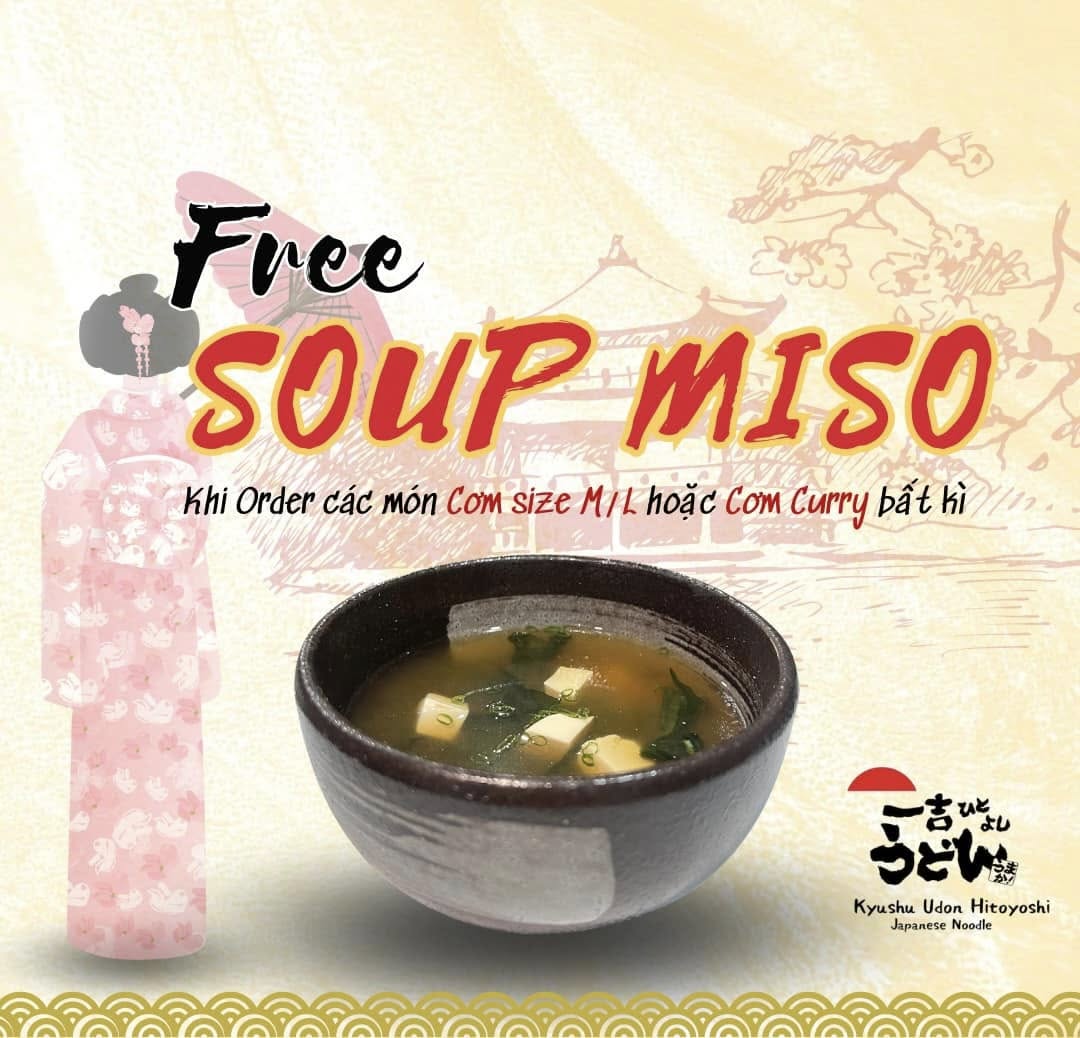 Free
SOUP MISO
Khi Order các món Cơm size M/L hoặc Cơm Curry bất kì
一吉ひとよし
うどん
Kyushu Udon Hitoyoshi
Japanese Noodle